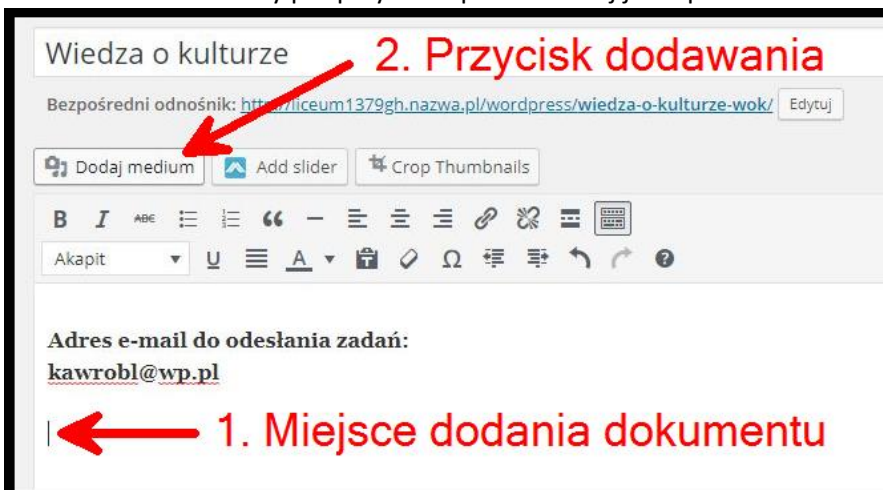 Wiedza o kulturze
2. Przycisk dodawania
Bezpośredni odnośnik: http://liceum1379gh.nazwa.pl/wordpress/wiedza-o-kulturze-wok/ Edytuj
Dodaj medium Add slider Crop Thumbnails
B I ABE “ — 
Akapit U A T Ω ?
Adres e-mail do odesłania zadań:
kawrobl@wp.pl
1. Miejsce dodania dokumentu